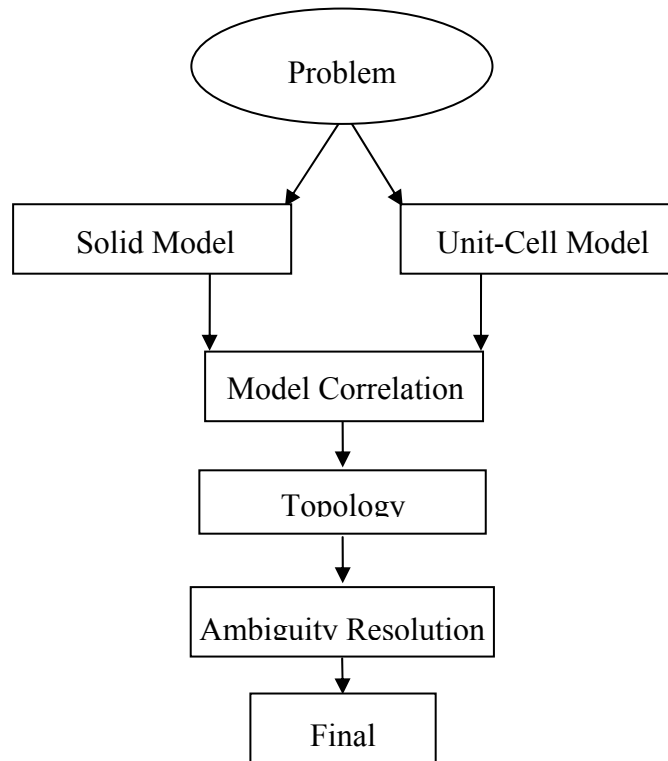 Problem
Solid Model
Unit-Cell Model
Model Correlation
Topology
Ambiguity Resolution
Final